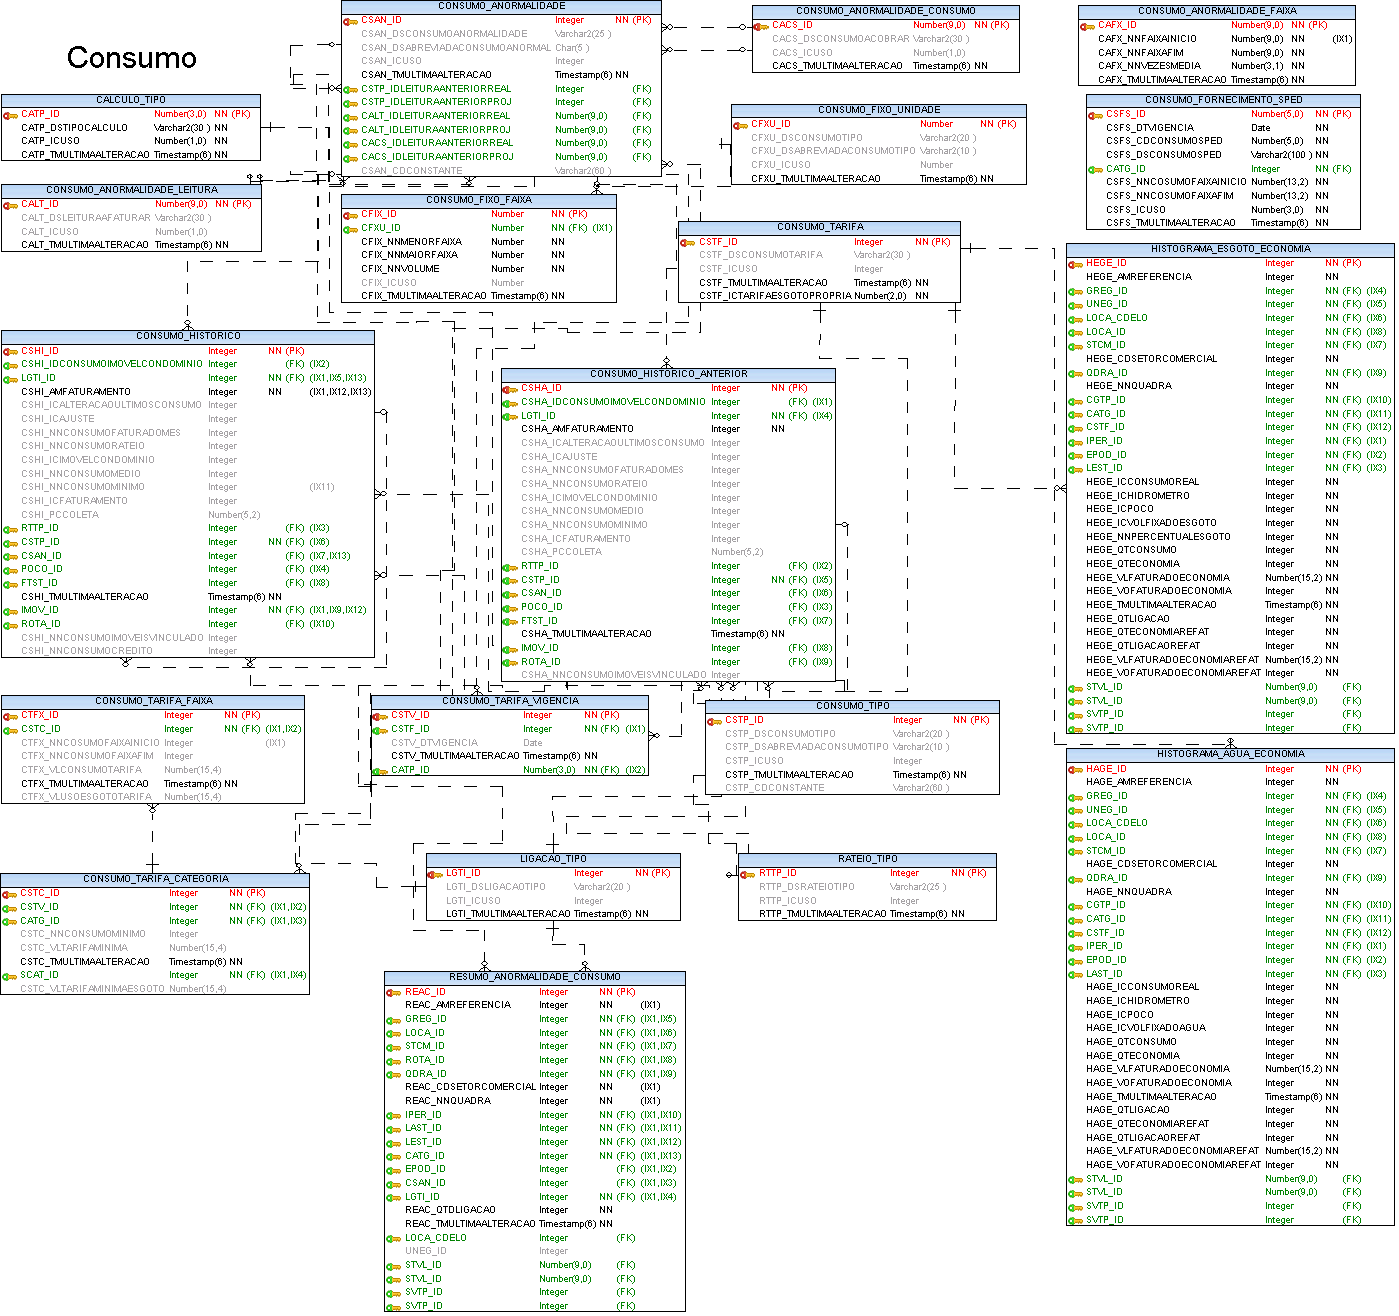 Consumo
CONSUMO_ANORMALIDADE
CSAN_ID Integer NN (PK)
CSAN_DSCONSUMOANORMALIDADE Varchar2(25 )
CSAN_DSABREVIADACONSUMOANORMAL Char(5 )
CSAN_ICUSO Integer
CSAN_TMULTIMAALTERACAO Timestamp(6) NN
CSTP_IDLEITURAANTERIORREAL Integer (FK)
CSTP_IDLEITURAANTERIORPROJ Integer (FK)
CALT_IDLEITURAANTERIORREAL Number(9,0) (FK)
CALT_IDLEITURAANTERIORPROJ Number(9,0) (FK)
CACS_IDLEITURAANTERIORREAL Number(9,0) (FK)
CACS_IDLEITURAANTERIORPROJ Number(9,0) (FK)
CSAN_CDCONSTANTE Varchar2(60 )
CONSUMO_ANORMALIDADE_CONSUMO
CACS_ID Number(9,0) NN (PK)
CACS_DSCONSUMOACOBRAR Varchar2(30 )
CACS_ICUSO Number(1,0)
CACS_TMULTIMAALTERACAO Timestamp(6) NN
CONSUMO_ANORMALIDADE_FAIXA
CAFX_ID Number(9,0) NN (PK)
CAFX_NNFAIXAINICIO Number(9,0) NN (IX1)
CAFX_NNFAIXAFIM Number(9,0) NN
CAFX_NNVEZESMEDIA Number(3,1) NN
CAFX_TMULTIMAALTERACAO Timestamp(6) NN
CALCULO_TIPO
CATP_ID Number(3,0) NN (PK)
CATP_DSTIPOCALCULO Varchar2(30 ) NN
CATP_ICUSO Number(1,0) NN
CATP_TMULTIMAALTERACAO Timestamp(6) NN
CONSUMO_FIXO_UNIDADE
CFXU_ID Number NN (PK)
CFXU_DSCONSUMOTIPO Varchar2(20 )
CFXU_DSABREVIADACONSUMOTIPO Varchar2(10 )
CFXU_ICUSO Number
CFXU_TMULTIMAALTERACAO Timestamp(6) NN
CONSUMO_FORNECIMENTO_SPED
CSFS_ID Number(5,0) NN (PK)
CSFS_DTVIGENCIA Date NN
CSFS_CDCONSUMOSPED Number(5,0) NN
CSFS_DSCONSUMOSPED Varchar2(100 ) NN
CATG_ID Integer NN (FK)
CSFS_NNCOSUMOFAIXAINICIO Number(13,2) NN
CSFS_NNCOSUMOFAIXAFIM Number(13,2) NN
CSFS_ICUSO Number(3,0) NN
CSFS_TMULTIMAALTERACAO Timestamp(6) NN
CONSUMO_ANORMALIDADE_LEITURA
CALT_ID Number(9,0) NN (PK)
CALT_DSLEITURAAFATURAR Varchar2(30 )
CALT_ICUSO Number(1,0)
CALT_TMULTIMAALTERACAO Timestamp(6) NN
CONSUMO_FIXO_FAIXA
CFIX_ID Number NN (PK)
CFXU_ID Number NN (FK) (IX1)
CFIX_NNMENORFAIXA Number NN
CFIX_NNMAIORFAIXA Number NN
CFIX_NNVOLUME Number NN
CFIX_ICUSO Number
CFIX_TMULTIMAALTERACAO Timestamp(6) NN
CONSUMO_TARIFA
CSTF_ID Integer NN (PK)
CSTF_DSCONSUMOTARIFA Varchar2(30 )
CSTF_ICUSO Integer
CSTF_TMULTIMAALTERACAO Timestamp(6) NN
CSTF_ICTARIFAESGOTOPROPRIA Number(2,0) NN
HISTOGRAMA_ESGOTO_ECONOMIA
HEGE_ID Integer NN (PK)
HEGE_AMREFERENCIA Integer NN
GREG_ID Integer NN (FK) (IX4)
UNEG_ID Integer NN (FK) (IX5)
LOCA_CDELO Integer NN (FK) (IX6)
LOCA_ID Integer NN (FK) (IX8)
STCM_ID Integer NN (FK) (IX7)
HEGE_CDSETORCOMERCIAL Integer NN
QDRA_ID Integer NN (FK) (IX9)
HEGE_NNQUADRA Integer NN
CGTP_ID Integer NN (FK) (IX10)
CATG_ID Integer NN (FK) (IX11)
CSTF_ID Integer NN (FK) (IX12)
IPER_ID Integer NN (FK) (IX1)
EPOD_ID Integer NN (FK) (IX2)
LEST_ID Integer NN (FK) (IX3)
HEGE_ICCONSUMOREAL Integer NN
HEGE_ICHIDROMETRO Integer NN
HEGE_ICPOCO Integer NN
HEGE_ICVOLFIXADOESGOTO Integer NN
HEGE_NNPERCENTUALESGOTO Integer NN
HEGE_QTCONSUMO Integer NN
HEGE_QTECONOMIA Integer NN
HEGE_VLFATURADOECONOMIA Number(15,2) NN
HEGE_VOFATURADOECONOMIA Integer NN
HEGE_TMULTIMAALTERACAO Timestamp(6) NN
HEGE_QTLIGACAO Integer NN
HEGE_QTECONOMIAREFAT Integer NN
HEGE_QTLIGACAOREFAT Integer NN
HEGE_VLFATURADOECONOMIAREFAT Number(15,2) NN
HEGE_VOFATURADOECONOMIAREFAT Integer NN
STVL_ID Number(9,0) (FK)
STVL_ID Number(9,0) (FK)
SVTP_ID Integer (FK)
SVTP_ID Integer (FK)
CONSUMO_HISTORICO
CSHI_ID Integer NN (PK)
CSHI_IDCONSUMOIMOVELCONDOMINIO Integer (FK) (IX2)
LGTI_ID Integer NN (FK) (IX1,IX5,IX13)
CSHI_AMFATURAMENTO Integer NN (IX1,IX12,IX13)
CSHI_ICALTERACAOULTIMOSCONSUMO Integer
CSHI_ICAJUSTE Integer
CSHI_NNCONSUMOFATURADOMES Integer
CSHI_NNCONSUMORATEIO Integer
CSHI_ICIMOVELCONDOMINIO Integer
CSHI_NNCONSUMOMEDIO Integer
CSHI_NNCONSUMOMINIMO Integer (IX11)
CSHI_ICFATURAMENTO Integer
CSHI_PCCOLETA Number(5,2)
RTTP_ID Integer (FK) (IX3)
CSTP_ID Integer NN (FK) (IX6)
CSAN_ID Integer (FK) (IX7,IX13)
POCO_ID Integer (FK) (IX4)
FTST_ID Integer (FK) (IX8)
CSHI_TMULTIMAALTERACAO Timestamp(6) NN
IMOV_ID Integer NN (FK) (IX1,IX9,IX12)
ROTA_ID Integer (FK) (IX10)
CSHI_NNCONSUMOIMOVEISVINCULADO Integer
CSHI_NNCONSUMOCREDITO Integer
CONSUMO_HISTORICO_ANTERIOR
CSHA_ID Integer NN (PK)
CSHA_IDCONSUMOIMOVELCONDOMINIO Integer (FK) (IX1)
LGTI_ID Integer NN (FK) (IX4)
CSHA_AMFATURAMENTO Integer NN
CSHA_ICALTERACAOULTIMOSCONSUMO Integer
CSHA_ICAJUSTE Integer
CSHA_NNCONSUMOFATURADOMES Integer
CSHA_NNCONSUMORATEIO Integer
CSHA_ICIMOVELCONDOMINIO Integer
CSHA_NNCONSUMOMEDIO Integer
CSHA_NNCONSUMOMINIMO Integer
CSHA_ICFATURAMENTO Integer
CSHA_PCCOLETA Number(5,2)
RTTP_ID Integer (FK) (IX2)
CSTP_ID Integer NN (FK) (IX5)
CSAN_ID Integer (FK) (IX6)
POCO_ID Integer (FK) (IX3)
FTST_ID Integer (FK) (IX7)
CSHA_TMULTIMAALTERACAO Timestamp(6) NN
IMOV_ID Integer (FK) (IX8)
ROTA_ID Integer (FK) (IX9)
CSHA_NNCONSUMOIMOVEISVINCULADO Integer
CONSUMO_TARIFA_FAIXA
CTFX_ID Integer NN (PK)
CSTC_ID Integer NN (FK) (IX1,IX2)
CTFX_NNCOSUMOFAIXAINICIO Integer (IX1)
CTFX_NNCONSUMOFAIXAFIM Integer
CTFX_VLCONSUMOTARIFA Number(15,4)
CTFX_TMULTIMAALTERACAO Timestamp(6) NN
CTFX_VLUSOESGOTOTARIFA Number(15,4)
CONSUMO_TARIFA_VIGENCIA
CSTV_ID Integer NN (PK)
CSTF_ID Integer NN (FK) (IX1)
CSTV_DTVIGENCIA Date
CSTV_TMULTIMAALTERACAO Timestamp(6) NN
CATP_ID Number(3,0) NN (FK) (IX2)
CONSUMO_TIPO
CSTP_ID Integer NN (PK)
CSTP_DSCONSUMOTIPO Varchar2(20 )
CSTP_DSABREVIADACONSUMOTIPO Varchar2(10 )
CSTP_ICUSO Integer
CSTP_TMULTIMAALTERACAO Timestamp(6) NN
CSTP_CDCONSTANTE Varchar2(60 )
HISTOGRAMA_AGUA_ECONOMIA
HAGE_ID Integer NN (PK)
HAGE_AMREFERENCIA Integer NN
GREG_ID Integer NN (FK) (IX4)
UNEG_ID Integer NN (FK) (IX5)
LOCA_CDELO Integer NN (FK) (IX6)
LOCA_ID Integer NN (FK) (IX8)
STCM_ID Integer NN (FK) (IX7)
HAGE_CDSETORCOMERCIAL Integer NN
QDRA_ID Integer NN (FK) (IX9)
HAGE_NNQUADRA Integer NN
CGTP_ID Integer NN (FK) (IX10)
CATG_ID Integer NN (FK) (IX11)
CSTF_ID Integer NN (FK) (IX12)
IPER_ID Integer NN (FK) (IX1)
EPOD_ID Integer NN (FK) (IX2)
LAST_ID Integer NN (FK) (IX3)
HAGE_ICCONSUMOREAL Integer NN
HAGE_ICHIDROMETRO Integer NN
HAGE_ICPOCO Integer NN
HAGE_ICVOLFIXADOAGUA Integer NN
HAGE_QTCONSUMO Integer NN
HAGE_QTECONOMIA Integer NN
HAGE_VLFATURADOECONOMIA Number(15,2) NN
HAGE_VOFATURADOECONOMIA Integer NN
HAGE_TMULTIMAALTERACAO Timestamp(6) NN
HAGE_QTLIGACAO Integer NN
HAGE_QTECONOMIAREFAT Integer NN
HAGE_QTLIGACAOREFAT Integer NN
HAGE_VLFATURADOECONOMIAREFAT Number(15,2) NN
HAGE_VOFATURADOECONOMIAREFAT Integer NN
STVL_ID Number(9,0) (FK)
STVL_ID Number(9,0) (FK)
SVTP_ID Integer (FK)
SVTP_ID Integer (FK)
CONSUMO_TARIFA_CATEGORIA
CSTC_ID Integer NN (PK)
CSTV_ID Integer NN (FK) (IX1,IX2)
CATG_ID Integer NN (FK) (IX1,IX3)
CSTC_NNCONSUMOMINIMO Integer
CSTC_VLTARIFAMINIMA Number(15,4)
CSTC_TMULTIMAALTERACAO Timestamp(6) NN
SCAT_ID Integer NN (FK) (IX1,IX4)
CSTC_VLTARIFAMINIMAESGOTO Number(15,4)
LIGACAO_TIPO
LGTI_ID Integer NN (PK)
LGTI_DSLIGACAOTIPO Varchar2(20 )
LGTI_ICUSO Integer
LGTI_TMULTIMAALTERACAO Timestamp(6) NN
RATEIO_TIPO
RTTP_ID Integer NN (PK)
RTTP_DSRATEIOTIPO Varchar2(25 )
RTTP_ICUSO Integer
RTTP_TMULTIMAALTERACAO Timestamp(6) NN
RESUMO_ANORMALIDADE_CONSUMO
REAC_ID Integer NN (PK)
REAC_AMREFERENCIA Integer NN (IX1)
GREG_ID Integer NN (FK) (IX1,IX5)
LOCA_ID Integer NN (FK) (IX1,IX6)
STCM_ID Integer NN (FK) (IX1,IX7)
ROTA_ID Integer NN (FK) (IX1,IX8)
QDRA_ID Integer NN (FK) (IX1,IX9)
REAC_CDSETORCOMERCIAL Integer NN (IX1)
REAC_NNQUADRA Integer NN (IX1)
IPER_ID Integer NN (FK) (IX1,IX10)
LAST_ID Integer NN (FK) (IX1,IX11)
LEST_ID Integer NN (FK) (IX1,IX12)
CATG_ID Integer NN (FK) (IX1,IX13)
EPOD_ID Integer (FK) (IX1,IX2)
CSAN_ID Integer (FK) (IX1,IX3)
LGTI_ID Integer NN (FK) (IX1,IX4)
REAC_QTDLIGACAO Integer NN
REAC_TMULTIMAALTERACAO Timestamp(6) NN
LOCA_CDELO Integer (FK)
UNEG_ID Integer
STVL_ID Number(9,0) (FK)
STVL_ID Number(9,0) (FK)
SVTP_ID Integer (FK)
SVTP_ID Integer (FK)